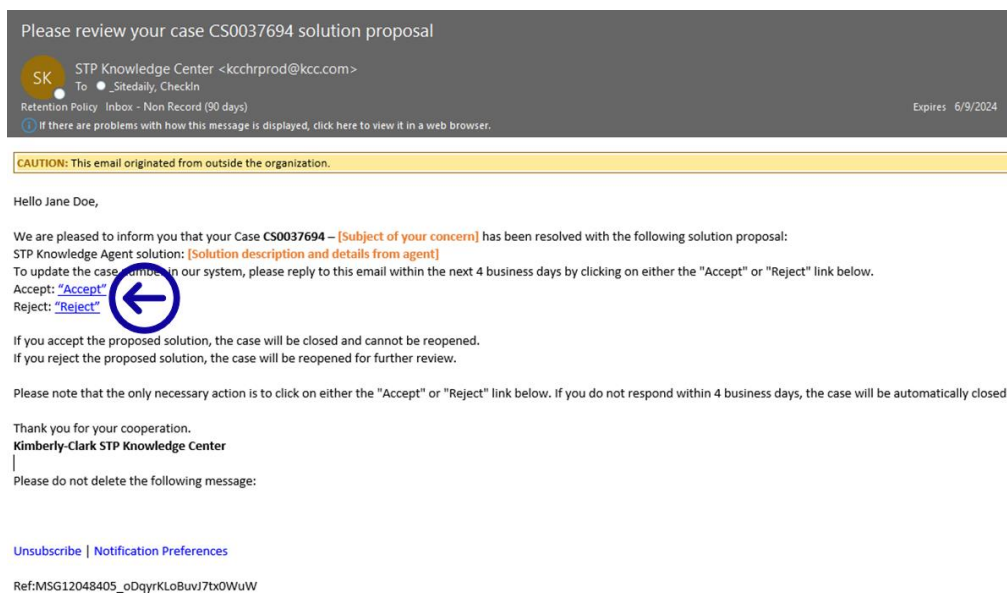 Please review your case CS0037694 solution proposal
SK
STP Knowledge Center <kcchrprod@kcc.com>
To _Sitedaily, CheckIn
Retention Policy Inbox - Non Record (90 days) Expires 6/9/2024
If there are problems with how this message is displayed, click here to view it in a web browser.
CAUTION: This email originated from outside the organization.
Hello Jane Doe,
We are pleased to inform you that your Case CS0037694 – [Subject of your concern] has been resolved with the following solution proposal:
STP Knowledge Agent solution: [Solution description and details from agent]
To update the case number in our system, please reply to this email within the next 4 business days by clicking on either the "Accept" or "Reject" link below.
Accept: "Accept"
Reject: "Reject"
If you accept the proposed solution, the case will be closed and cannot be reopened.
If you reject the proposed solution, the case will be reopened for further review.
Please note that the only necessary action is to click on either the "Accept" or "Reject" link below. If you do not respond within 4 business days, the case will be automatically closed
Thank you for your cooperation.
Kimberly-Clark STP Knowledge Center
Please do not delete the following message:
Unsubscribe | Notification Preferences
Ref:MSG12048405_oDqyrKLoBuvJ7tx0WuW